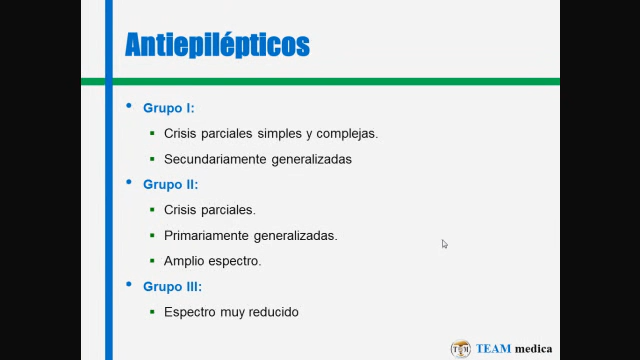 Antiepilépticos
Grupo I:
Crisis parciales simples y complejas.
Secundariamente generalizadas
Grupo II:
Crisis parciales.
Primariamente generalizadas.
Amplio espectro.
Grupo III:
Espectro muy reducido
TEAM medica